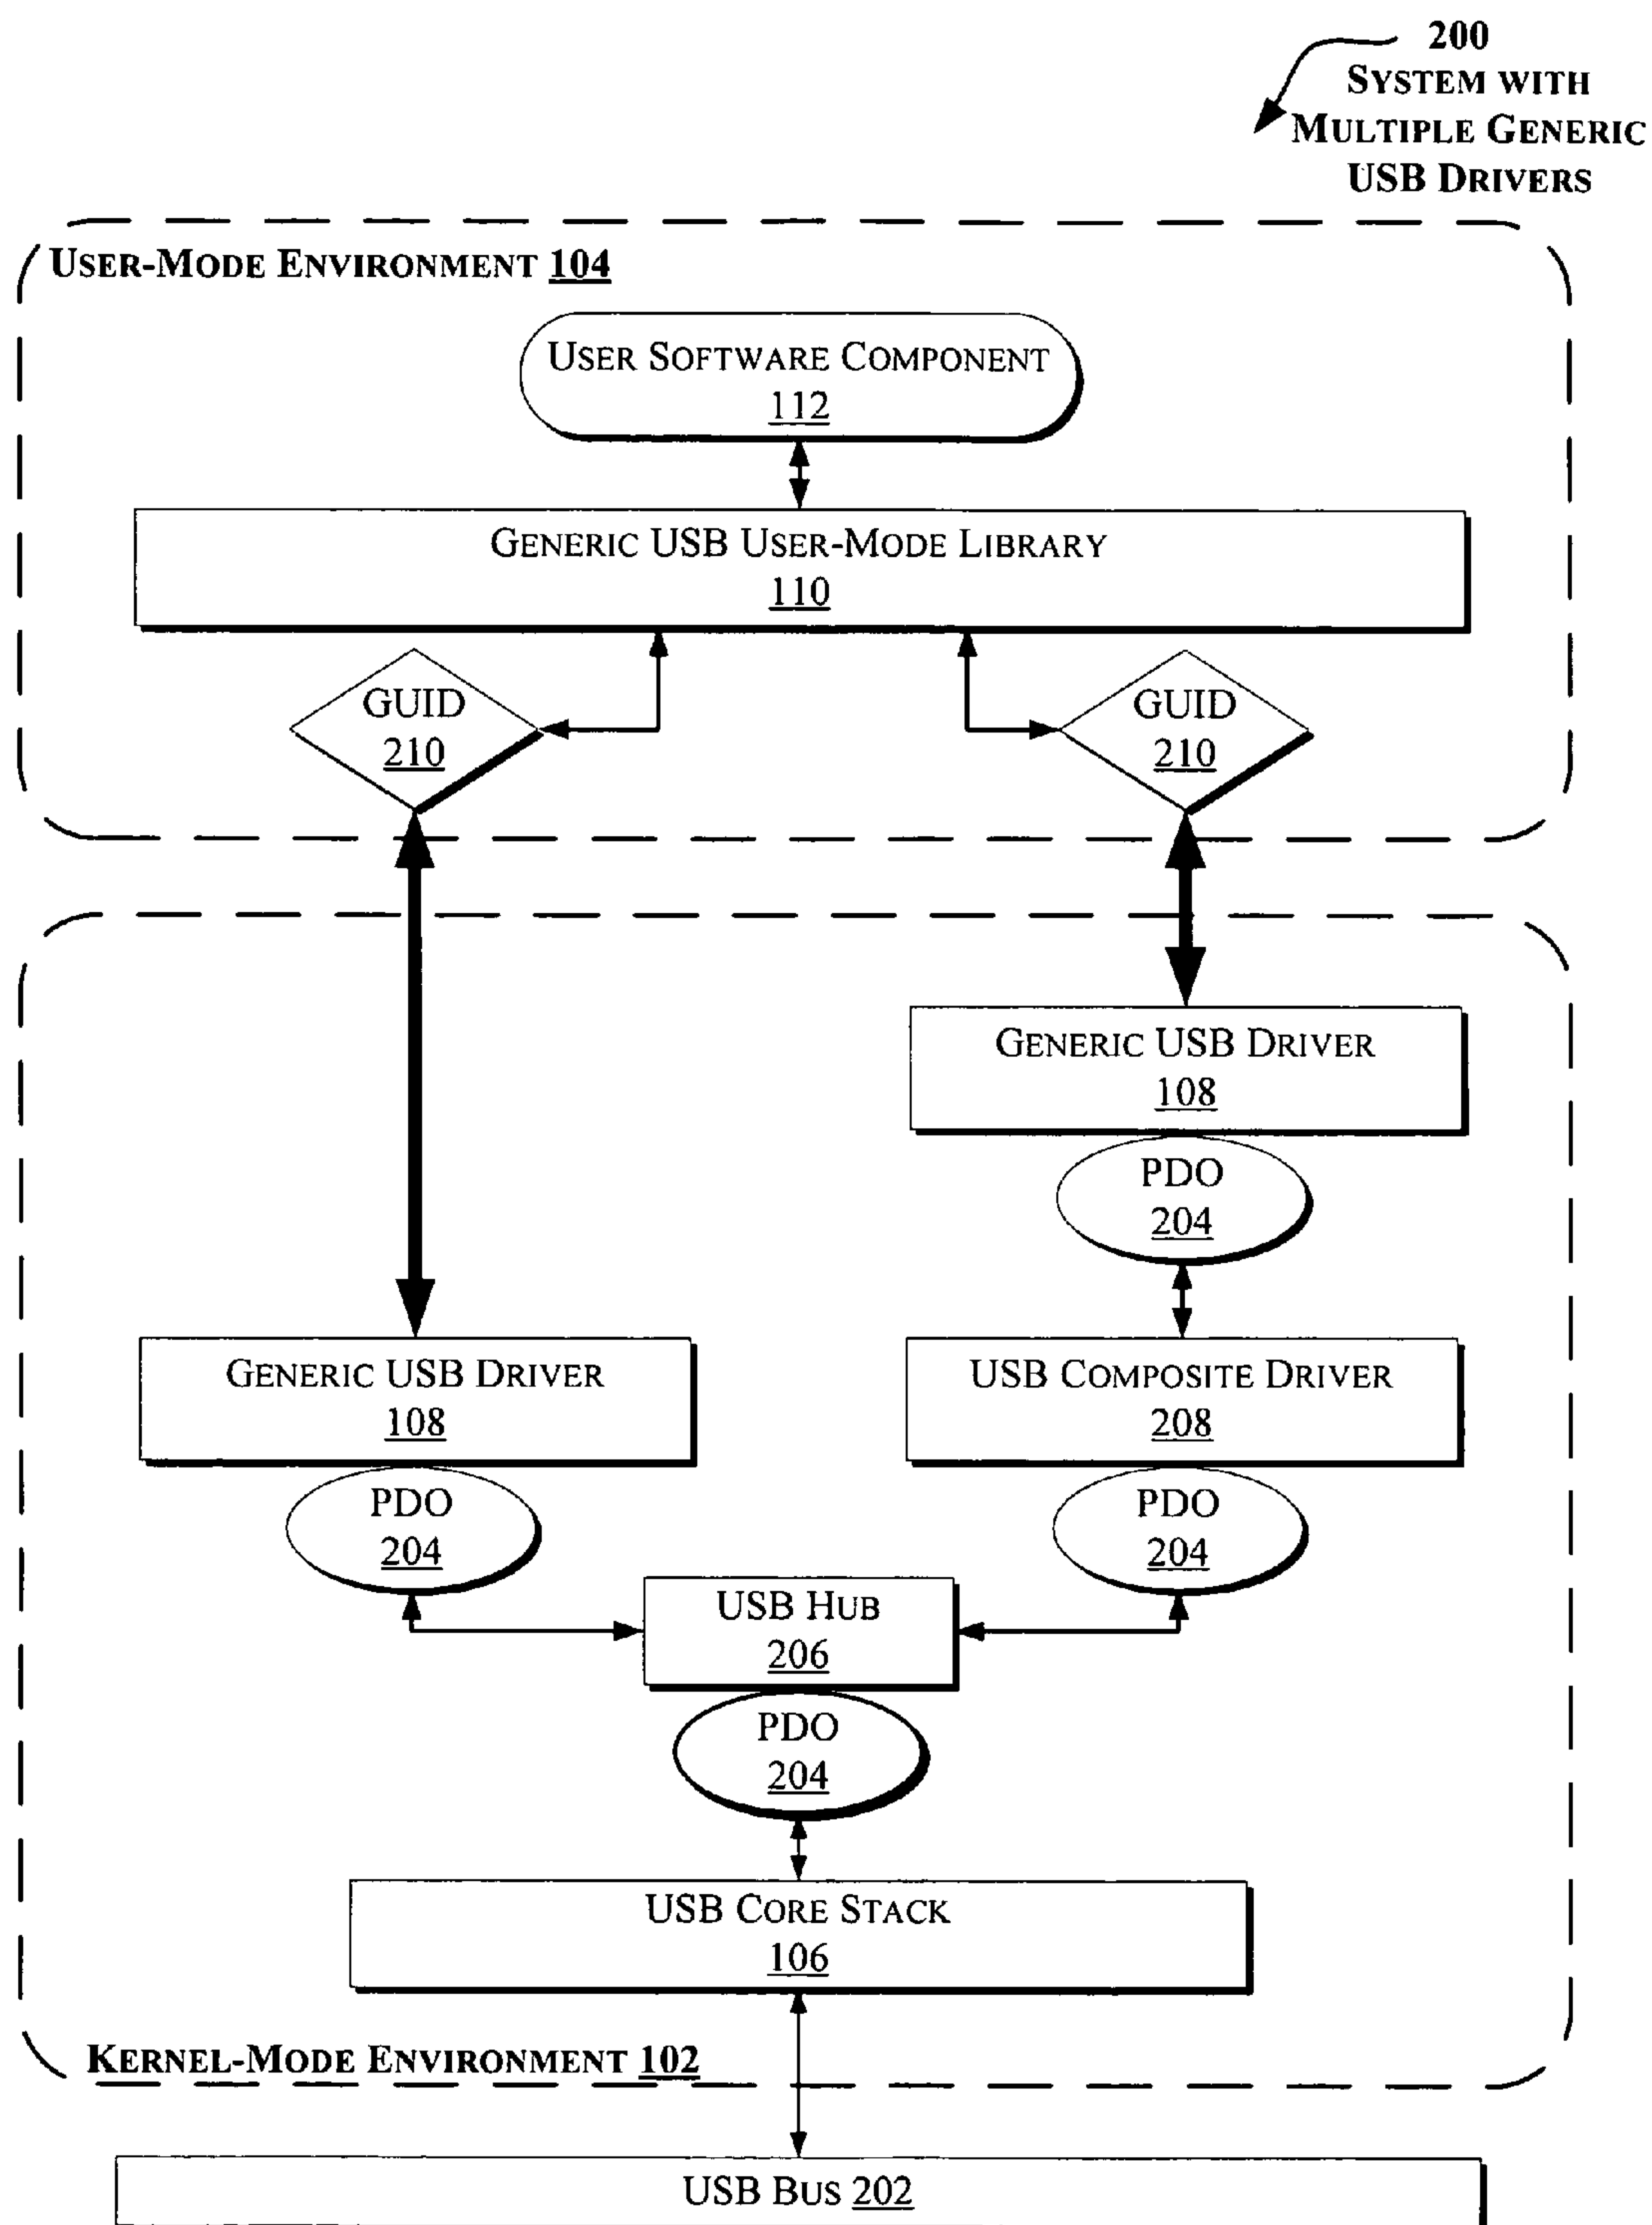 200
SYSTEM WITH
MULTIPLE GENERIC
USB DRIVERS
USER-MODE ENVIRONMENT 104
USER SOFTWARE COMPONENT
112
GENERIC USB USER-MODE LIBRARY
110
GUID
210
GUID
210
GENERIC USB DRIVER
108
PDO
204
GENERIC USB DRIVER
108
USB COMPOSITE DRIVER
208
PDO
204
PDO
204
USB HUB
206
PDO
204
USB CORE STACK
106
KERNEL-MODE ENVIRONMENT 102
USB BUS 202